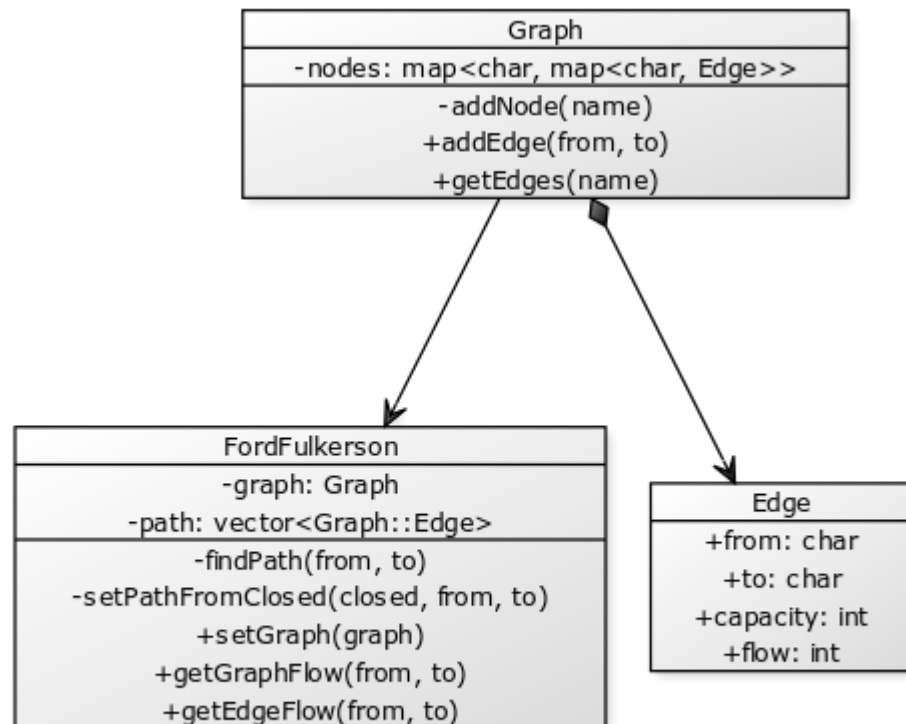 Graph
-nodes: map<char, map<char, Edge>>
-addNode(name)
+addEdge(from, to)
+getEdges(name)
FordFulkerson
-graph: Graph
-path: vector<Graph::Edge>
-findPath(from, to)
-setPathFromClosed(closed, from, to)
+setGraph(graph)
+getGraphFlow(from, to)
+getEdgeFlow(from, to)
Edge
+from: char
+to: char
+capacity: int
+flow: int